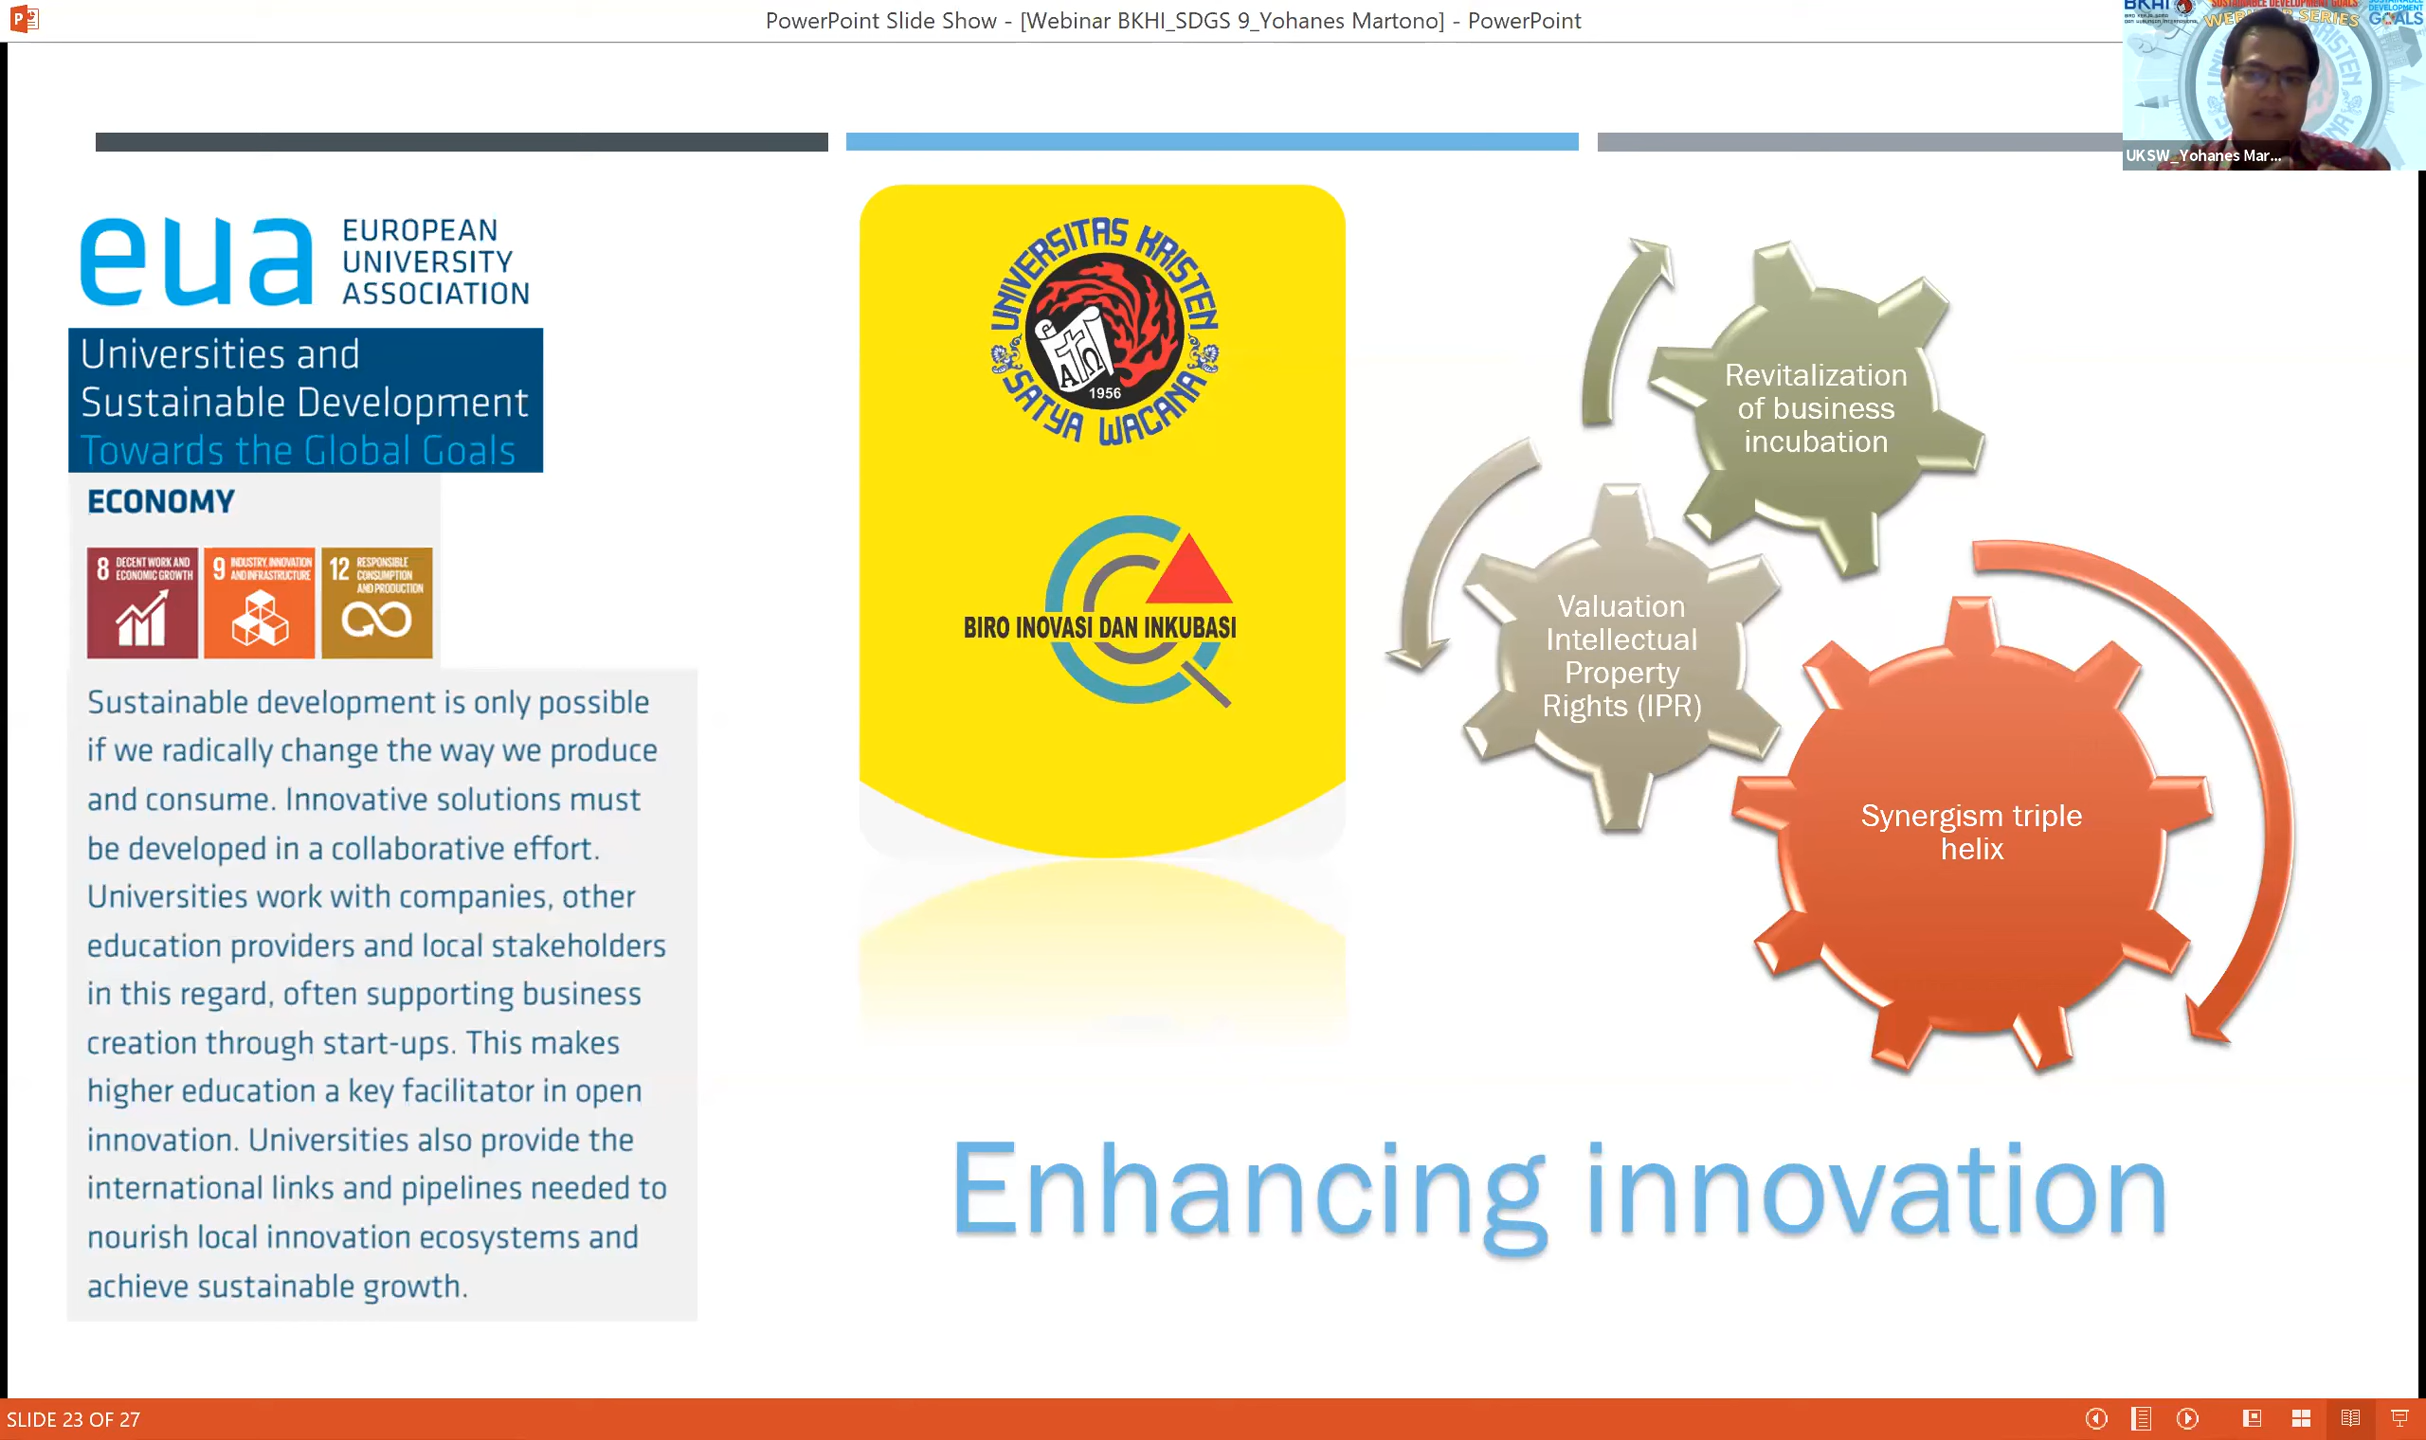 PowerPoint Slide Show - [Webinar BKHI_SDGS 9_Yohanes Martono] - PowerPoint
BKHI
SUSTAINABLE DEVELOPMENT GOALS
WEBINAR SERIES
GOALS
UKSW_Yohanes Mar...
eua
EUROPEAN
UNIVERSITY
ASSOCIATION
Universities and
Sustainable Development
Towards the Global Goals
ECONOMY
8 DECENT WORK AND
ECONOMIC GROWTH
9 INDUSTRY, INNOVATION
AND INFRASTRUCTURE
12 RESPONSIBLE
CONSUMPTION
AND PRODUCTION
Sustainable development is only possible
if we radically change the way we produce
and consume. Innovative solutions must
be developed in a collaborative effort.
Universities work with companies, other
education providers and local stakeholders
in this regard, often supporting business
creation through start-ups. This makes
higher education a key facilitator in open
innovation. Universities also provide the
international links and pipelines needed to
nourish local innovation ecosystems and
achieve sustainable growth.
UNIVERSITAS KRISTEN
SATYA WACANA
Α Ω
1956
BIRO INOVASI DAN INKUBASI
Revitalization
of business
incubation
Valuation
Intellectual
Property
Rights (IPR)
Synergism triple
helix
Enhancing innovation
SLIDE 23 OF 27